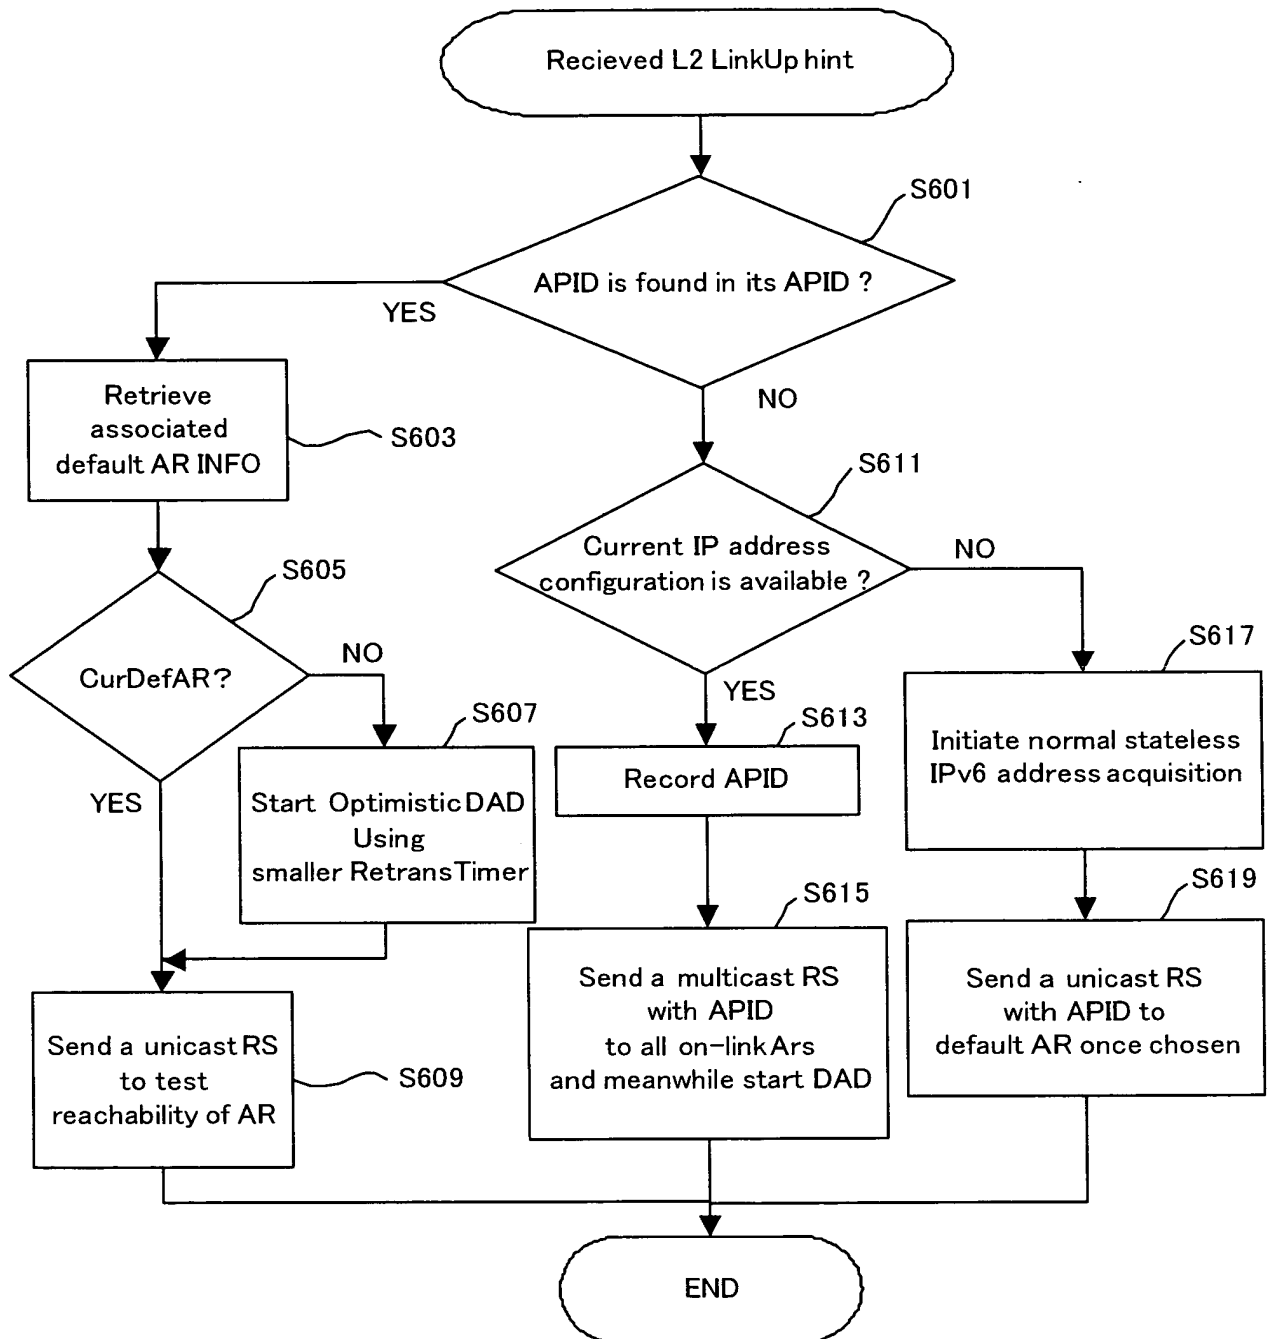 Recieved L2 LinkUp hint
S601
APID is found in its APID ?
YES
NO
Retrieve
associated
default AR INFO
S603
S611
Current IP address
configuration is available ?
NO
YES
S605
CurDefAR?
NO
YES
S607
Start Optimistic DAD
Using
smaller RetransTimer
S613
Record APID
S617
Initiate normal stateless
IPv6 address acquisition
S615
Send a multicast RS
with APID
to all on-link Ars
and meanwhile start DAD
S619
Send a unicast RS
with APID to
default AR once chosen
Send a unicast RS
to test
reachability of AR
S609
END